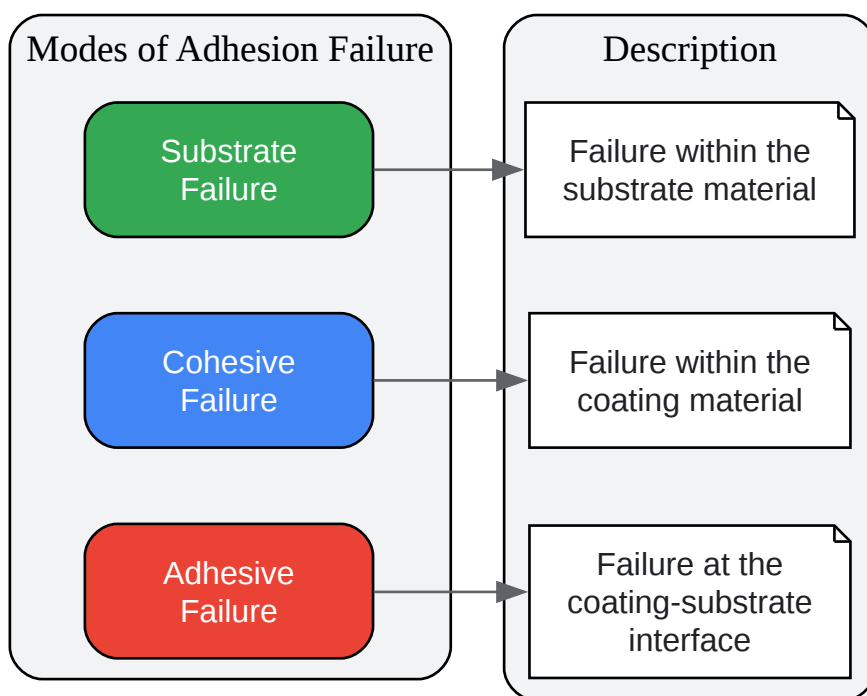 Modes of Adhesion Failure
Substrate
Failure
Cohesive
Failure
Adhesive
Failure
Description
Failure within the
substrate material
Failure within the
coating material
Failure at the
coating-substrate
interface